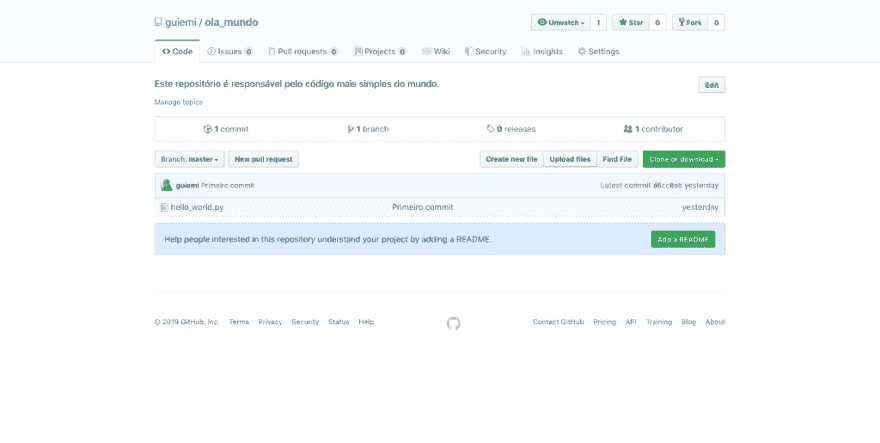 guiemi / ola_mundo
Unwatch 1 Star 0 Fork 0
Code Issues 0 Pull requests 0 Projects 0 Wiki Security Insights Settings
Este repositório é responsável pelo código mais simples do mundo. Edit
Manage topics
1 commit 1 branch 0 releases 1 contributor
Branch: master New pull request Create new file Upload files Find File Clone or download
guiemi Primeiro commit Latest commit d6cc0ab yesterday
hello_world.py Primeiro commit yesterday
Help people interested in this repository understand your project by adding a README. Add a README
© 2019 GitHub, Inc. Terms Privacy Security Status Help Contact GitHub Pricing API Training Blog About